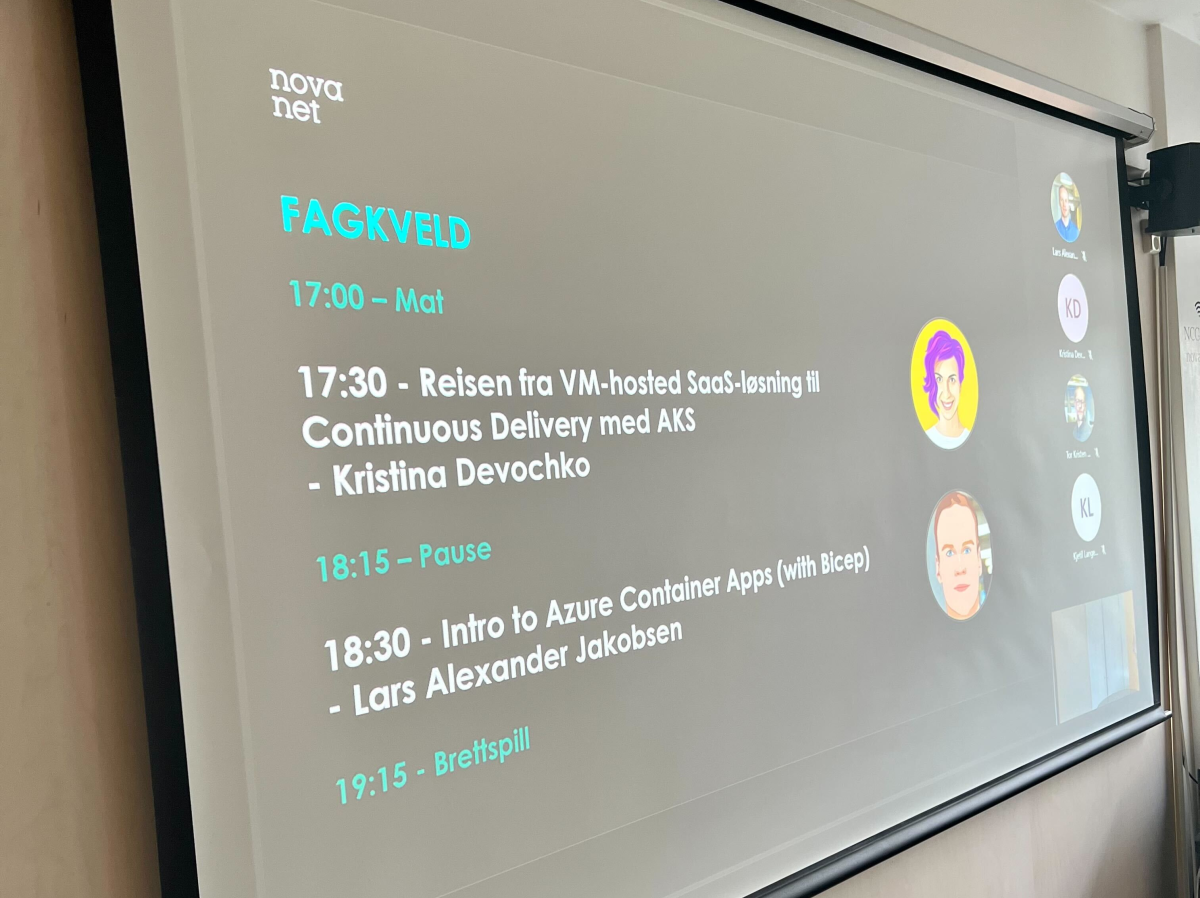 nova
net
FAGKVELD
17:00 – Mat
17:30 - Reisen fra VM-hosted SaaS-løsning til
Continuous Delivery med AKS
- Kristina Devochko
18:15 – Pause
18:30 - Intro to Azure Container Apps (with Bicep)
- Lars Alexander Jakobsen
19:15 - Brettspill
Lars Alexan...
KD
Kristina Dev...
Tor Kristen...
KL
Kjetil Lange...